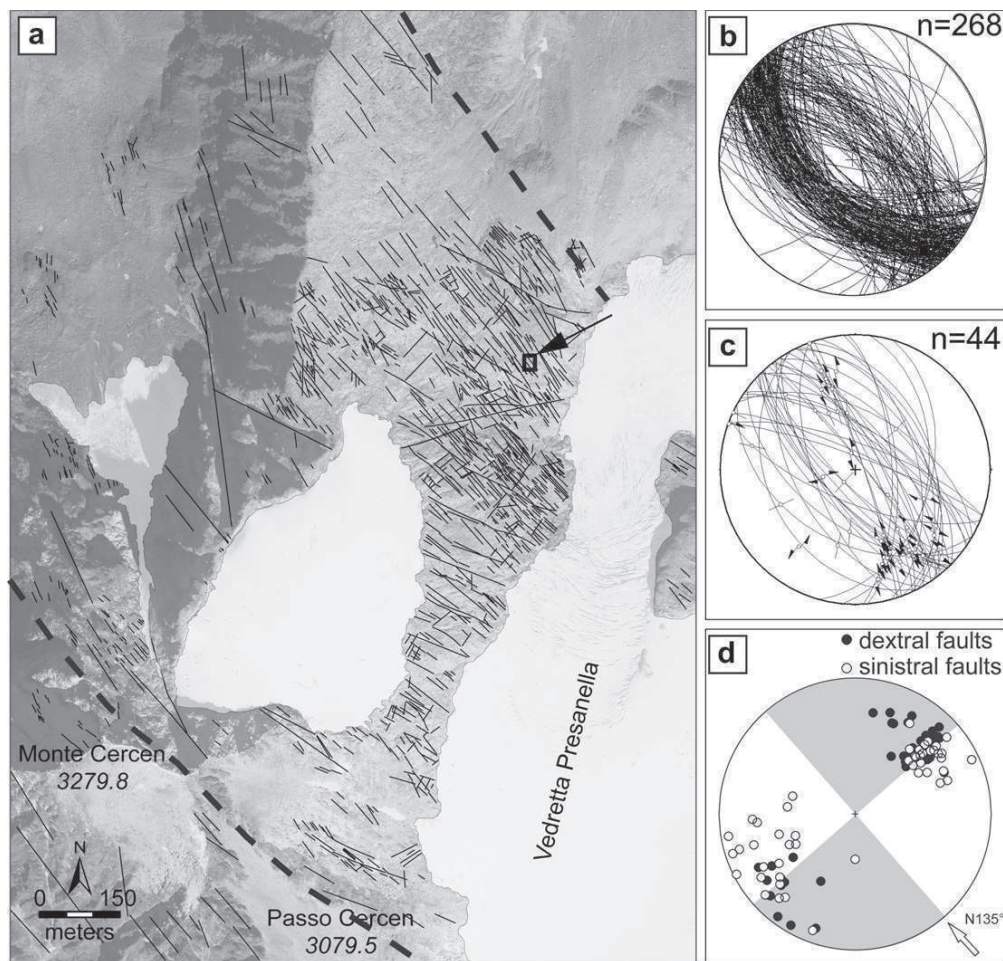 a
Monte Cercen
3279.8
N
0 150
meters
Passo Cercen
3079.5
Vedretta Presanella
b
n=268
c
n=44
d
dextral faults
sinistral faults
N135°